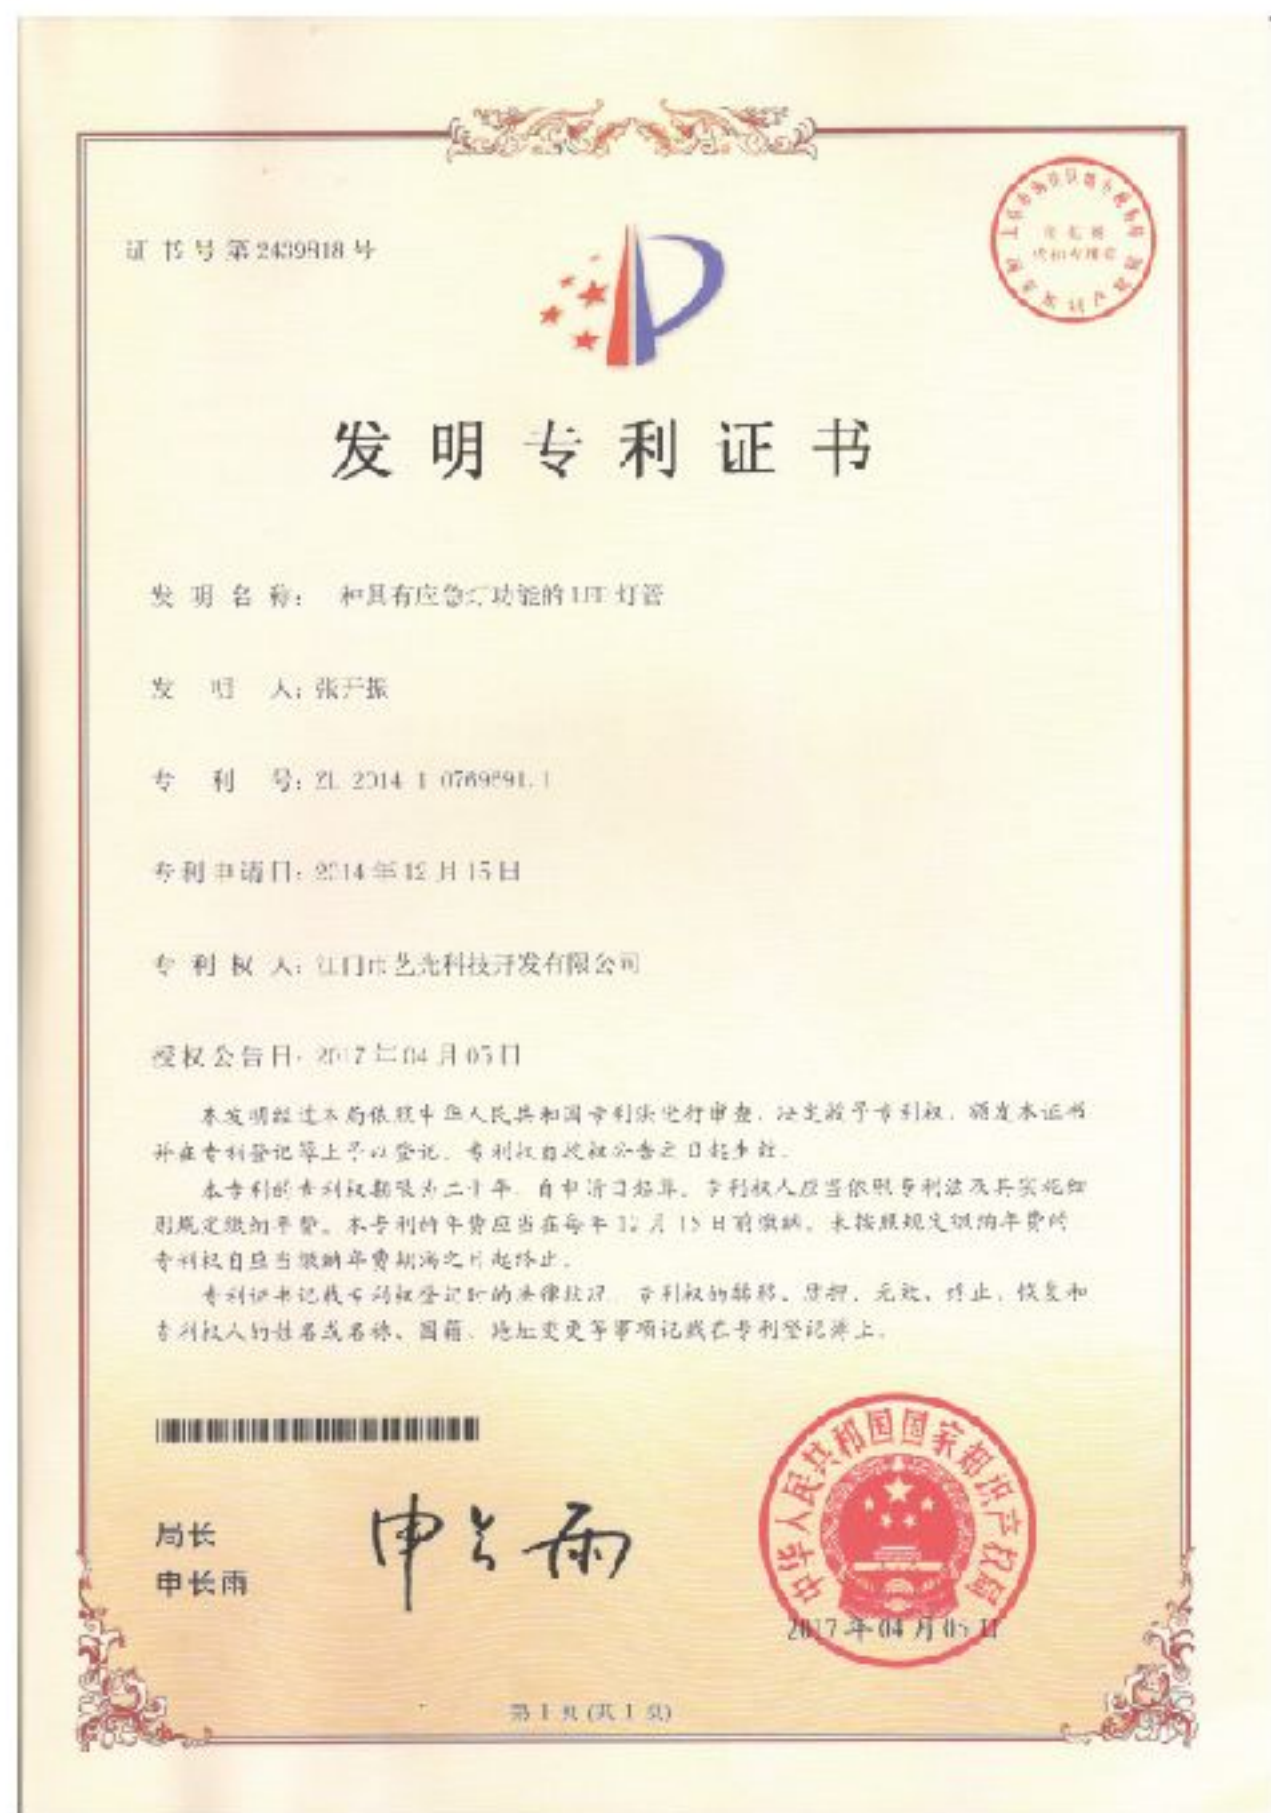 证书号第2439818号
发明专利证书
发明名称：一种具有应急灯功能的LED灯管
发明人：张开振
专利号：ZL 2014 1
专利申请日：2014年12月15日
专利权人：江门市艺光科技开发有限公司
授权公告日：2017年04月05日
本发明经过本局依照中华人民共和国专利法进行审查，决定授予专利权，颁发本证书
并在专利登记簿上予以登记。专利权自授权公告之日起生效。
本专利的专利权期限为二十年，自申请日起算。专利权人应当依照专利法及其实施细
则规定缴纳年费。本专利的年费应当在每年12月15日前缴纳。未按照规定缴纳年费的，
专利权自应当缴纳年费期满之日起终止。
专利证书记载专利权登记时的法律状况。专利权的转移、质押、无效、终止、恢复和
专利权人的姓名或名称、国籍、地址变更等事项记载在专利登记簿上。
局长
申长雨
申长雨
中华人民共和国国家知识产权局
2017年04月05日
第1页(共1页)